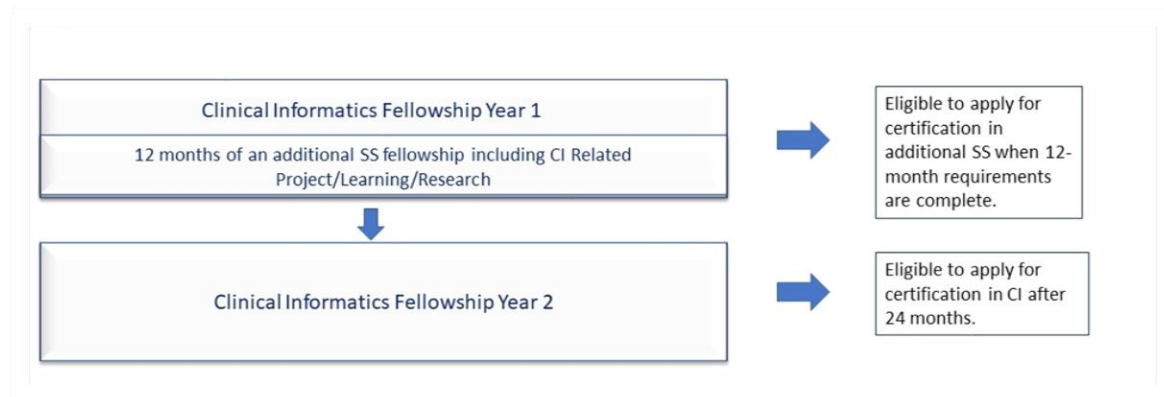 Clinical Informatics Fellowship Year 1
12 months of an additional SS fellowship including CI Related
Project/Learning/Research
Eligible to apply for
certification in
additional SS when 12-
month requirements
are complete.
Clinical Informatics Fellowship Year 2
Eligible to apply for
certification in CI after
24 months.